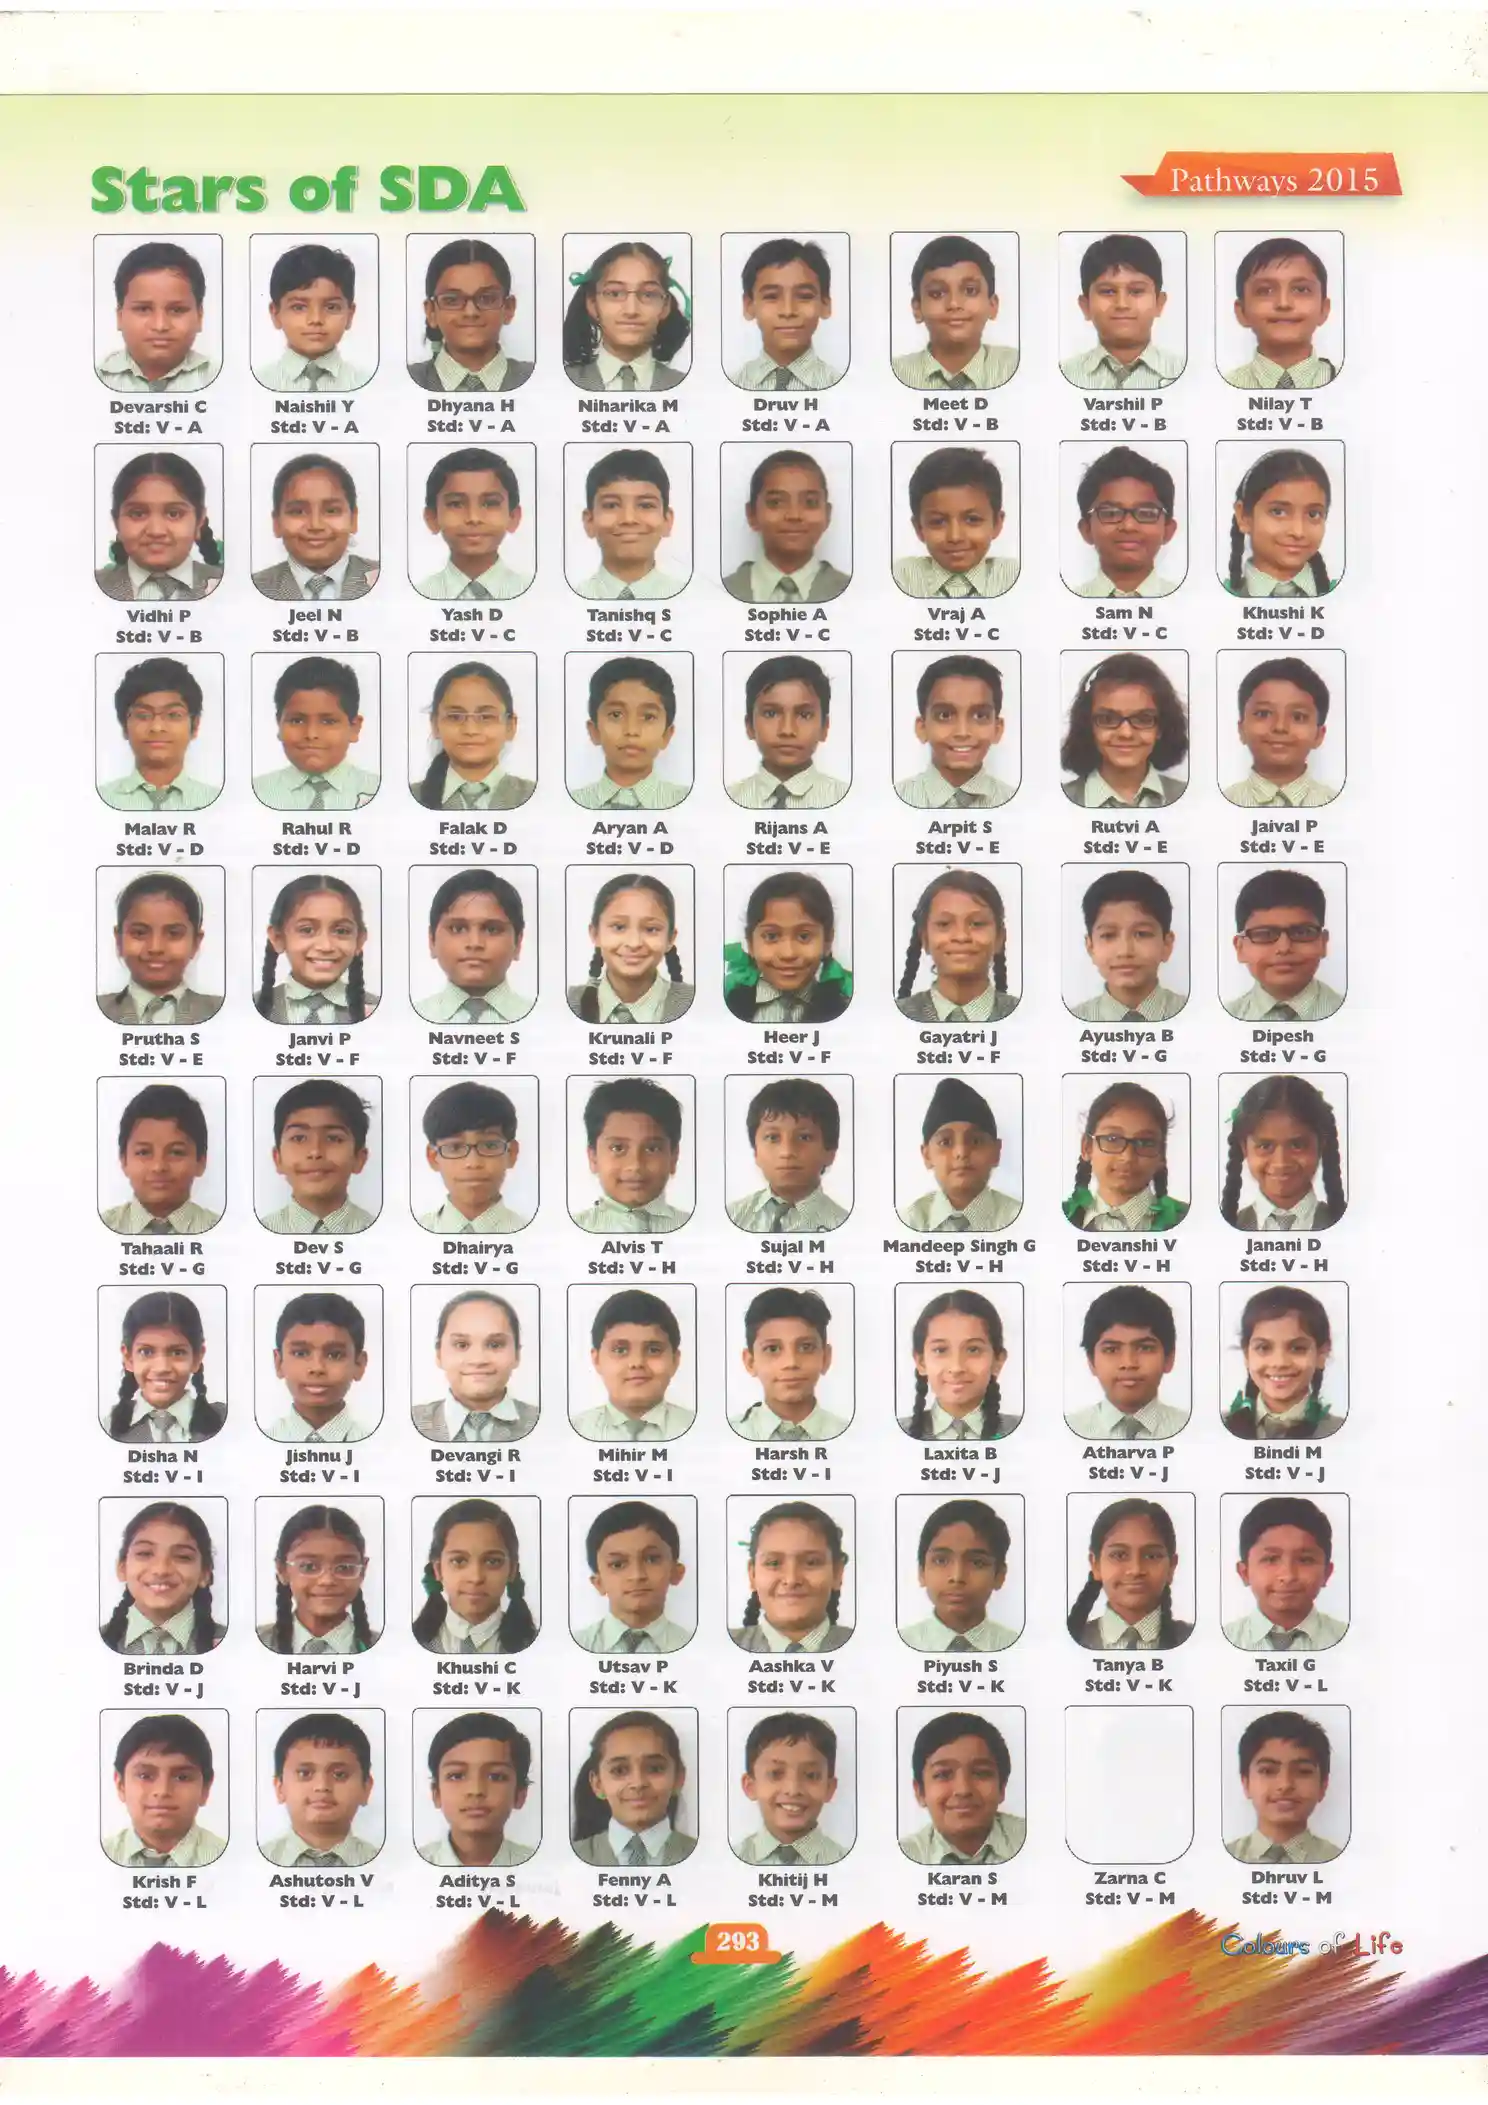 Stars of SDA
Pathways 2015
Devarshi C
Std: V - A
Naishil Y
Std: V - A
Dhyana H
Std: V - A
Niharika M
Std: V - A
Druv H
Std: V - A
Meet D
Std: V - B
Varshil P
Std: V - B
Nilay T
Std: V - B
Vidhi P
Std: V - B
Jeel N
Std: V - B
Yash D
Std: V - C
Tanishq S
Std: V - C
Sophie A
Std: V - C
Vraj A
Std: V - C
Sam N
Std: V - C
Khushi K
Std: V - D
Malav R
Std: V - D
Rahul R
Std: V - D
Falak D
Std: V - D
Aryan A
Std: V - D
Rijans A
Std: V - E
Arpit S
Std: V - E
Rutvi A
Std: V - E
Jaival P
Std: V - E
Prutha S
Std: V - E
Janvi P
Std: V - F
Navneet S
Std: V - F
Krunali P
Std: V - F
Heer J
Std: V - F
Gayatri J
Std: V - F
Ayushya B
Std: V - G
Dipesh
Std: V - G
Tahaali R
Std: V - G
Dev S
Std: V - G
Dhairya
Std: V - G
Alvis T
Std: V - H
Sujal M
Std: V - H
Mandeep Singh G
Std: V - H
Devanshi V
Std: V - H
Janani D
Std: V - H
Disha N
Std: V - I
Jishnu J
Std: V - I
Devangi R
Std: V - I
Mihir M
Std: V - I
Harsh R
Std: V - I
Laxita B
Std: V - J
Atharva P
Std: V - J
Bindi M
Std: V - J
Brinda D
Std: V - J
Harvi P
Std: V - J
Khushi C
Std: V - K
Utsav P
Std: V - K
Aashka V
Std: V - K
Piyush S
Std: V - K
Tanya B
Std: V - K
Taxil G
Std: V - L
Krish F
Std: V - L
Ashutosh V
Std: V - L
Aditya S
Std: V - L
Fenny A
Std: V - L
Khitij H
Std: V - M
Karan S
Std: V - M
Zarna C
Std: V - M
Dhruv L
Std: V - M
293
Colours of Life